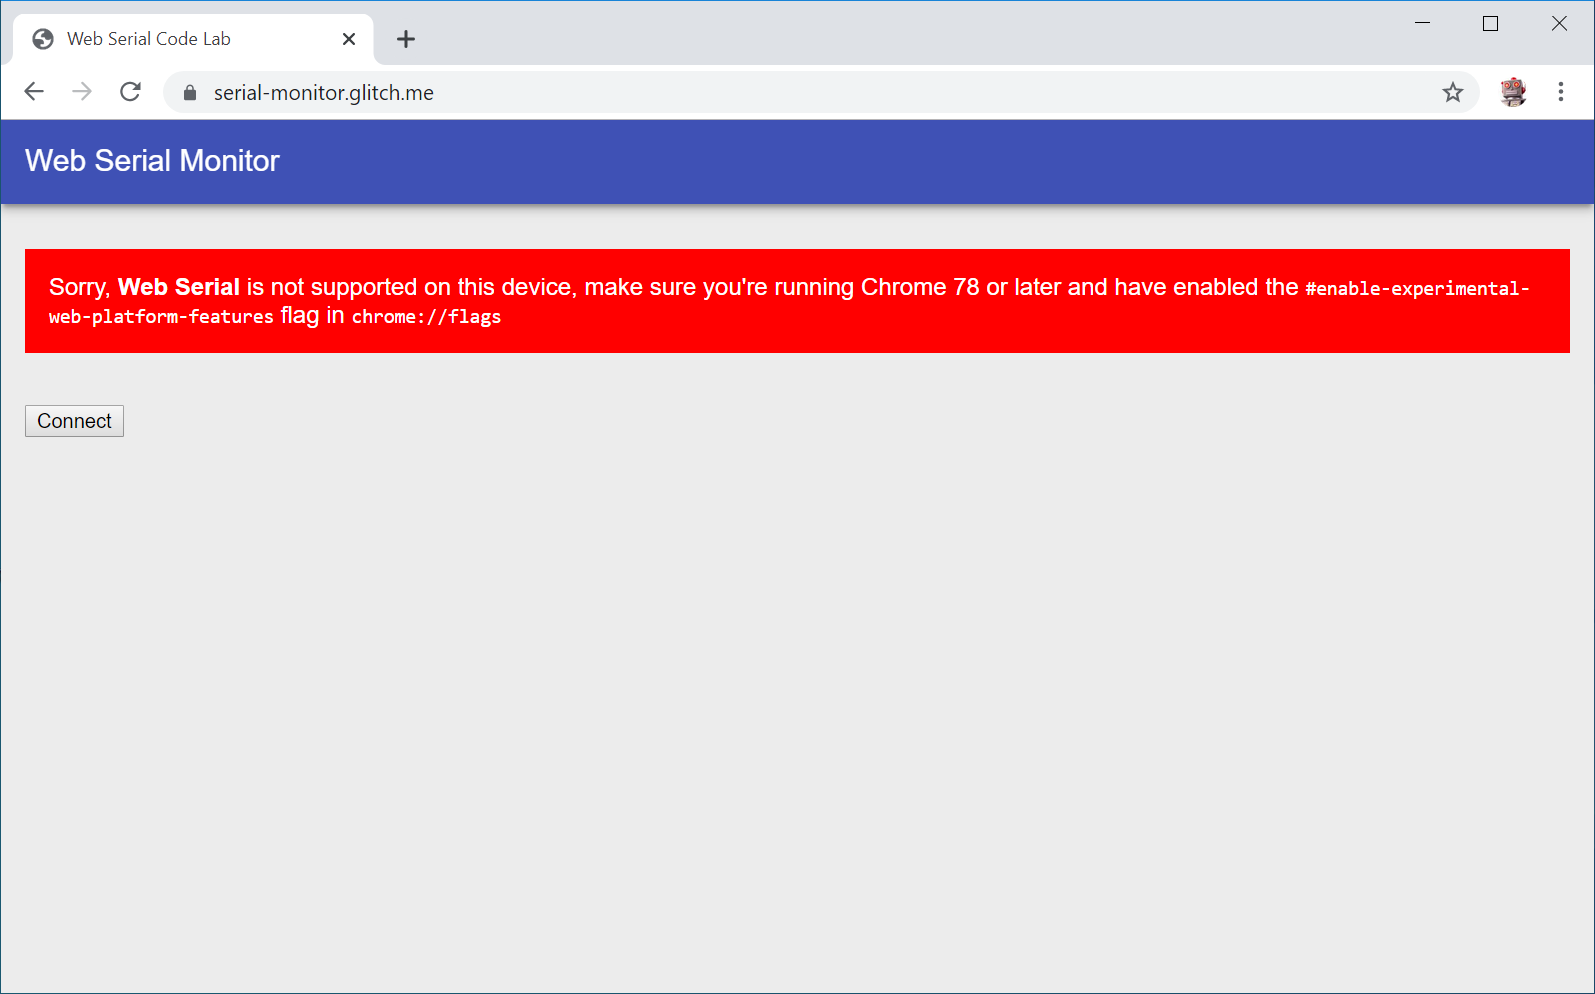 Web Serial Code Lab
serial-monitor.glitch.me
Web Serial Monitor
Sorry, Web Serial is not supported on this device, make sure you're running Chrome 78 or later and have enabled the #enable-experimental-
web-platform-features flag in chrome://flags
Connect